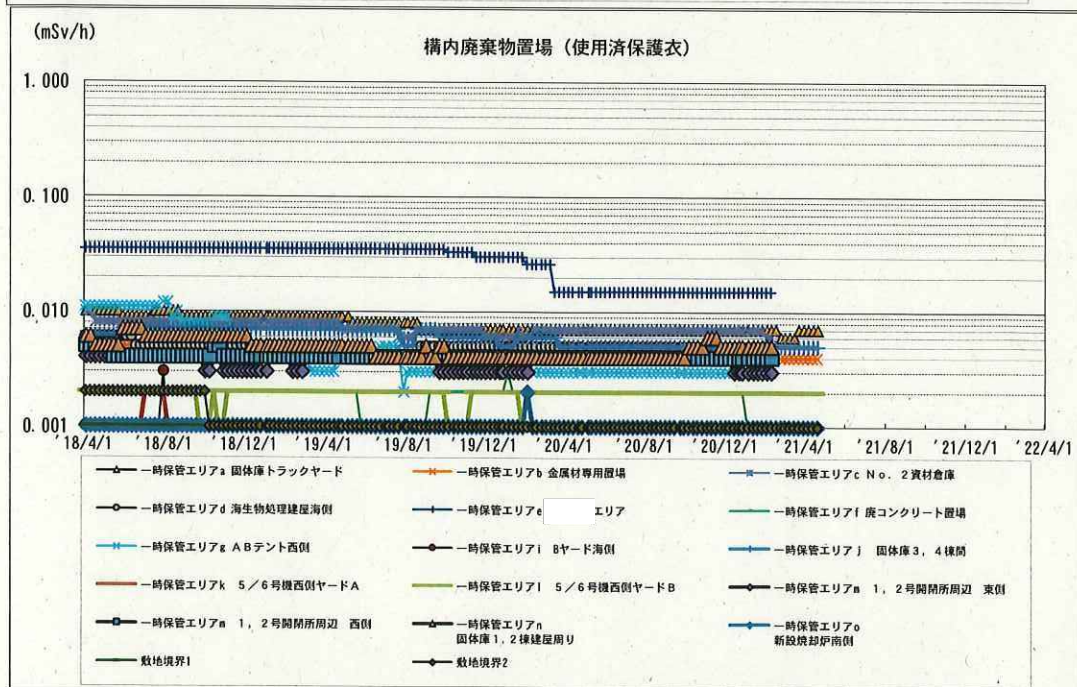 (mSv/h)
構内廃棄物置場（使用済保護衣）
1.000
0.100
0.010
0.001
'18/4/1 '18/8/1 '18/12/1 '19/4/1 '19/8/1 '19/12/1 '20/4/1 '20/8/1 '20/12/1 '21/4/1 '21/8/1 '21/12/1 '22/4/1
一時保管エリアa 固体庫トラックヤード 一時保管エリアb 金属材専用置場 一時保管エリアc No．2資材倉庫
一時保管エリアd 海生物処理建屋海側 一時保管エリアe エリア 一時保管エリアf 廃コンクリート置場
一時保管エリアg ABテント西側 一時保管エリアi Bヤード海側 一時保管エリアj 固体庫3，4棟間
一時保管エリアk 5／6号機西側ヤードA 一時保管エリアl 5／6号機西側ヤードB 一時保管エリアm 1，2号開閉所周辺 東側
一時保管エリアm 1，2号開閉所周辺 西側 一時保管エリアn 一時保管エリアo
固体庫1，2棟建屋周り 新設焼却炉南側
敷地境界1 敷地境界2